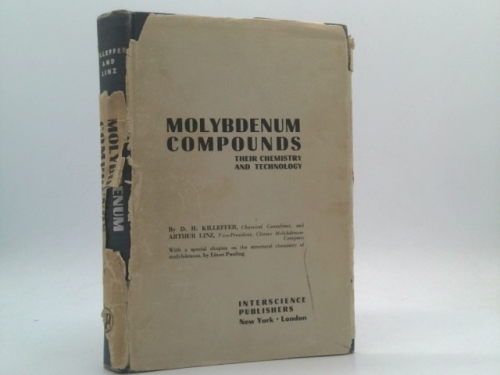 KILLEFFER
AND
LINZ
MOLYBDENUM
MOLYBDENUM
COMPOUNDS
THEIR CHEMISTRY
AND TECHNOLOGY
By D. H. KILLEFFER, Chemical Consultant, and
ARTHUR LINZ, Vice-President, Climax Molybdenum
Company
With a special chapter on the structural chemistry of
molybdenum, by Linus Pauling
INTERSCIENCE
PUBLISHERS
New York · London